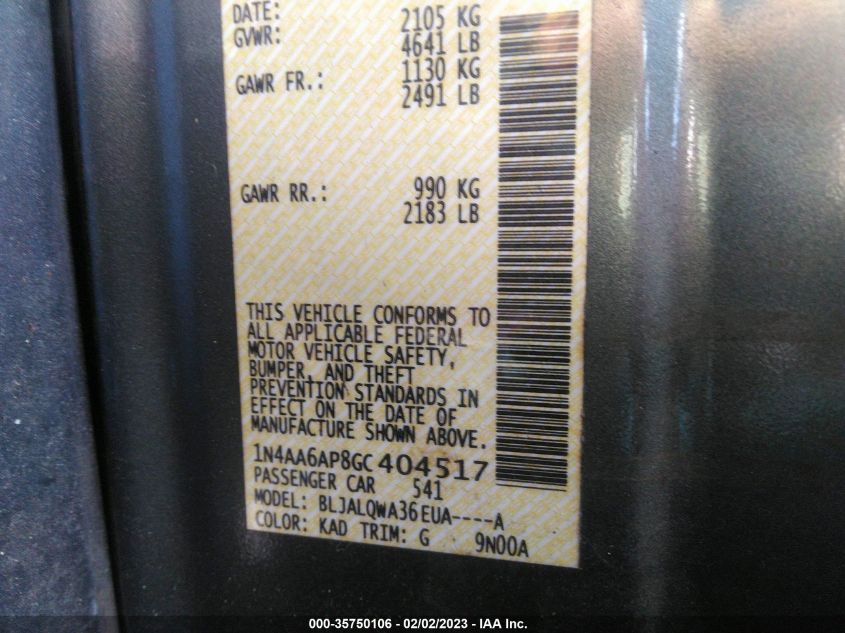 DATE: 2105 KG
GVWR: 4641 LB
GAWR FR.: 1130 KG
2491 LB
GAWR RR.: 990 KG
2183 LB
THIS VEHICLE CONFORMS TO
ALL APPLICABLE FEDERAL
MOTOR VEHICLE SAFETY,
BUMPER, AND THEFT
PREVENTION STANDARDS IN
EFFECT ON THE DATE OF
MANUFACTURE SHOWN ABOVE.
1N4AA6AP8GC404517
PASSENGER CAR 541
MODEL: BLJALQWA36EUA----A
COLOR: KAD TRIM: G 9N00A
000-35750106 - 02/02/2023 - IAA Inc.